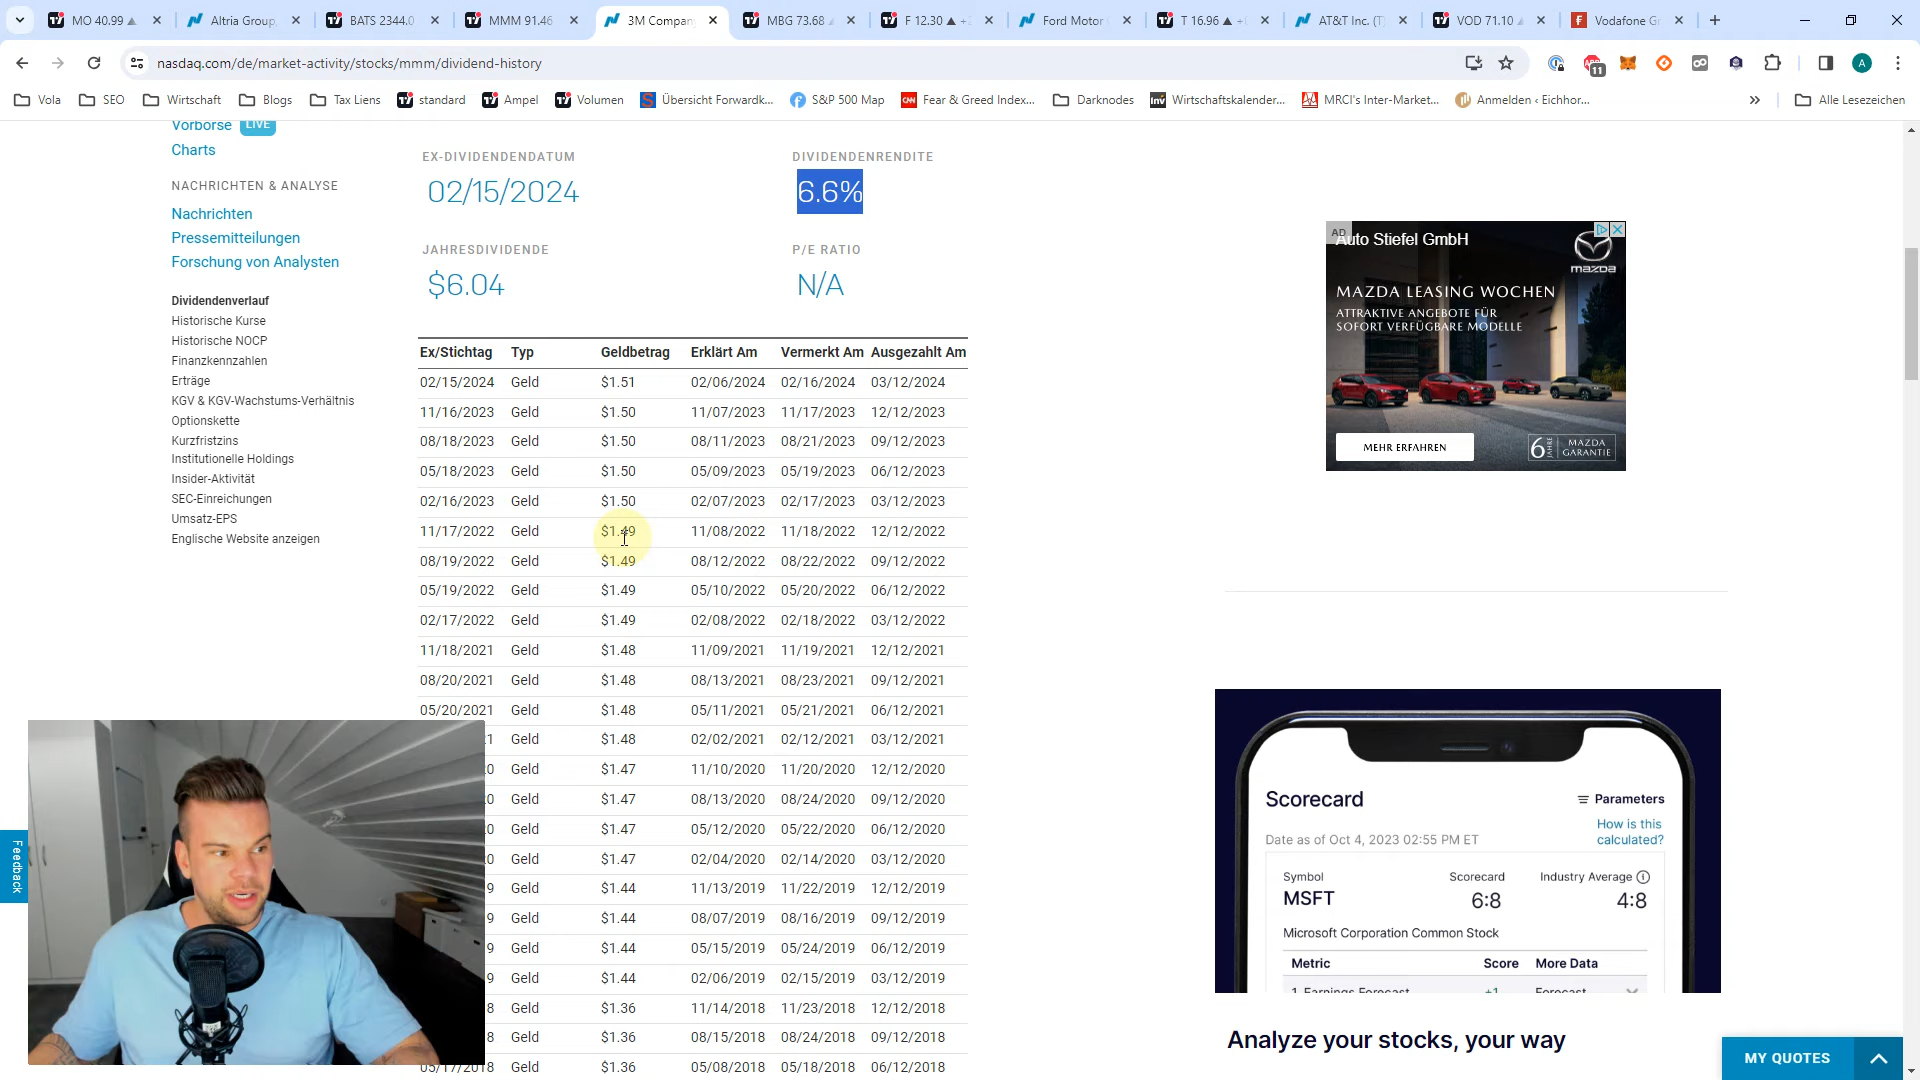 MO 40.99
Altria Group,
BATS 2344.0
MMM 91.46
3M Compan
MBG 73.68
F 12.30 ▲
Ford Motor
T 16.96 ▲
AT&T Inc. (T
VOD 71.10
Vodafone Gr
nasdaq.com/de/market-activity/stocks/mmm/dividend-history
11
A
Vola
SEO
Wirtschaft
Blogs
Tax Liens
standard
Ampel
Volumen
Übersicht Forwardk...
S&P 500 Map
Fear & Greed Index...
Darknodes
Wirtschaftskalender...
MRCI's Inter-Market...
Anmeldung ‹ Eichhor...
Alle Lesezeichen
Vorbörse LIVE
Charts
NACHRICHTEN & ANALYSE
Nachrichten
Pressemitteilungen
Forschung von Analysten
Dividendenverlauf
Historische Kurse
Historische NOCP
Finanzkennzahlen
Erträge
KGV & KGV-Wachstums-Verhältnis
Optionskette
Kurzfristzins
Institutionelle Holdings
Insider-Aktivität
SEC-Einreichungen
Umsatz-EPS
Englische Website anzeigen
EX-DIVIDENDENDATUM
02/15/2024
DIVIDENDENRENDITE
6.6%
JAHRESDIVIDENDE
$6.04
P/E RATIO
N/A
Ex/Stichtag Typ Geldbetrag Erklärt Am Vermerkt Am Ausgezahlt Am
02/15/2024 Geld $1.51 02/06/2024 02/16/2024 03/12/2024
11/16/2023 Geld $1.50 11/07/2023 11/17/2023 12/12/2023
08/18/2023 Geld $1.50 08/11/2023 08/21/2023 09/12/2023
05/18/2023 Geld $1.50 05/09/2023 05/19/2023 06/12/2023
02/16/2023 Geld $1.50 02/07/2023 02/17/2023 03/12/2023
11/17/2022 Geld $1.49 11/08/2022 11/18/2022 12/12/2022
08/19/2022 Geld $1.49 08/12/2022 08/22/2022 09/12/2022
05/19/2022 Geld $1.49 05/10/2022 05/20/2022 06/12/2022
02/17/2022 Geld $1.49 02/08/2022 02/18/2022 03/12/2022
11/18/2021 Geld $1.48 11/09/2021 11/19/2021 12/12/2021
08/20/2021 Geld $1.48 08/13/2021 08/23/2021 09/12/2021
05/20/2021 Geld $1.48 05/11/2021 05/21/2021 06/12/2021
1 Geld $1.48 02/02/2021 02/12/2021 03/12/2021
0 Geld $1.47 11/10/2020 11/20/2020 12/12/2020
0 Geld $1.47 08/13/2020 08/24/2020 09/12/2020
0 Geld $1.47 05/12/2020 05/22/2020 06/12/2020
0 Geld $1.47 02/04/2020 02/14/2020 03/12/2020
9 Geld $1.44 11/13/2019 11/22/2019 12/12/2019
9 Geld $1.44 08/07/2019 08/16/2019 09/12/2019
9 Geld $1.44 05/15/2019 05/24/2019 06/12/2019
9 Geld $1.44 02/06/2019 02/15/2019 03/12/2019
8 Geld $1.36 11/14/2018 11/23/2018 12/12/2018
8 Geld $1.36 08/15/2018 08/24/2018 09/12/2018
05/17/2018 Geld $1.36 05/08/2018 05/18/2018 06/12/2018
Feedback
AD
Auto Stiefel GmbH
mazda
MAZDA LEASING WOCHEN
ATTRAKTIVE ANGEBOTE FÜR
SOFORT VERFÜGBARE MODELLE
MEHR ERFAHREN
6 JAHRE MAZDA GARANTIE
Scorecard
Parameters
How is this
calculated?
Date as of Oct 4, 2023 02:55 PM ET
Symbol Scorecard Industry Average
MSFT 6:8 4:8
Microsoft Corporation Common Stock
Metric Score More Data
1. Earnings Forecast +1 Forecast
Analyze your stocks, your way
MY QUOTES